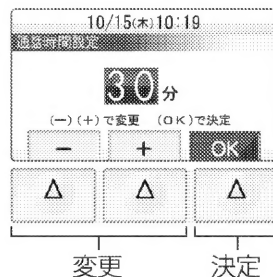 10/15(木)10:19
通話時間設定
30分
(ー)(+)で変更 (OK)で決定
− + OK
△ △ △
変更 決定